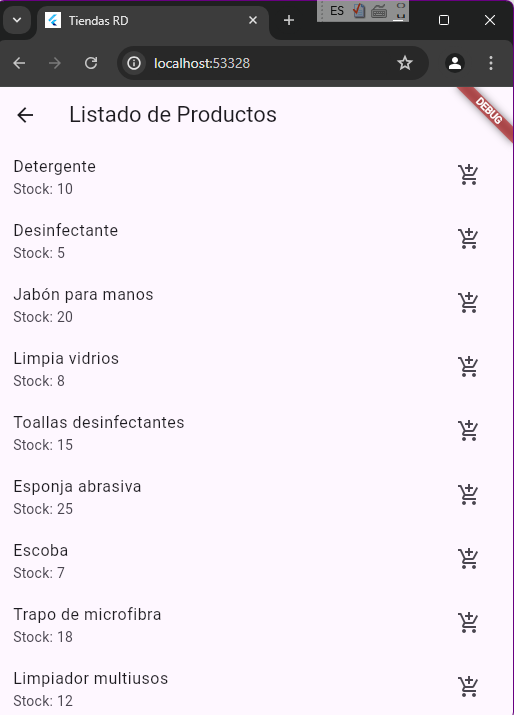 Tiendas RD
ES
localhost:53328
Listado de Productos
DEBUG
Detergente
Stock: 10
Desinfectante
Stock: 5
Jabón para manos
Stock: 20
Limpia vidrios
Stock: 8
Toallas desinfectantes
Stock: 15
Esponja abrasiva
Stock: 25
Escoba
Stock: 7
Trapo de microfibra
Stock: 18
Limpiador multiusos
Stock: 12